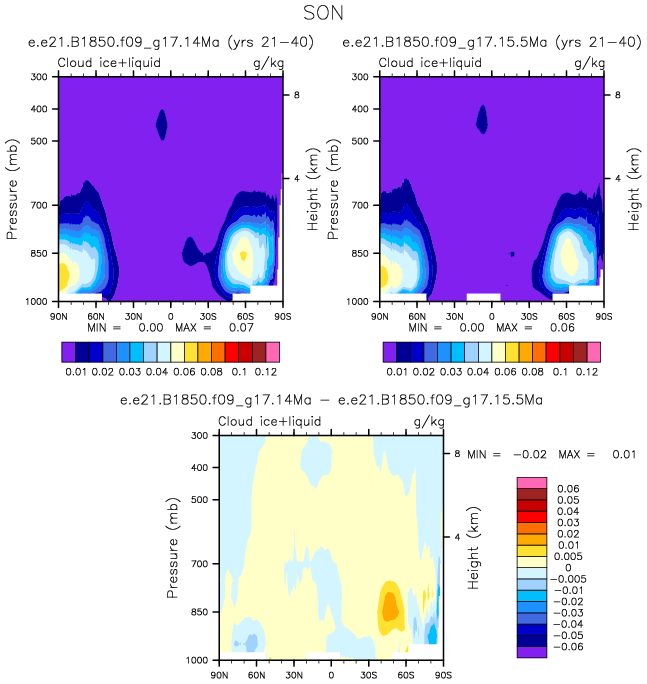 SON
e.e21.B1850.f09_g17.14Ma (yrs 21-40)
e.e21.B1850.f09_g17.15.5Ma (yrs 21-40)
Cloud ice+liquid g/kg
Cloud ice+liquid g/kg
Pressure (mb)
300
400
500
700
850
1000
8
4
Height (km)
90N 60N 30N 0 30S 60S 90S
MIN = 0.00 MAX = 0.07
0.01 0.02 0.03 0.04 0.06 0.08 0.1 0.12
Pressure (mb)
300
400
500
700
850
1000
8
4
Height (km)
90N 60N 30N 0 30S 60S 90S
MIN = 0.00 MAX = 0.06
0.01 0.02 0.03 0.04 0.06 0.08 0.1 0.12
e.e21.B1850.f09_g17.14Ma - e.e21.B1850.f09_g17.15.5Ma
Cloud ice+liquid g/kg
Pressure (mb)
300
400
500
700
850
1000
8
4
Height (km)
90N 60N 30N 0 30S 60S 90S
MIN = -0.02 MAX = 0.01
0.06
0.05
0.04
0.03
0.02
0.01
0.005
0
-0.005
-0.01
-0.02
-0.03
-0.04
-0.05
-0.06